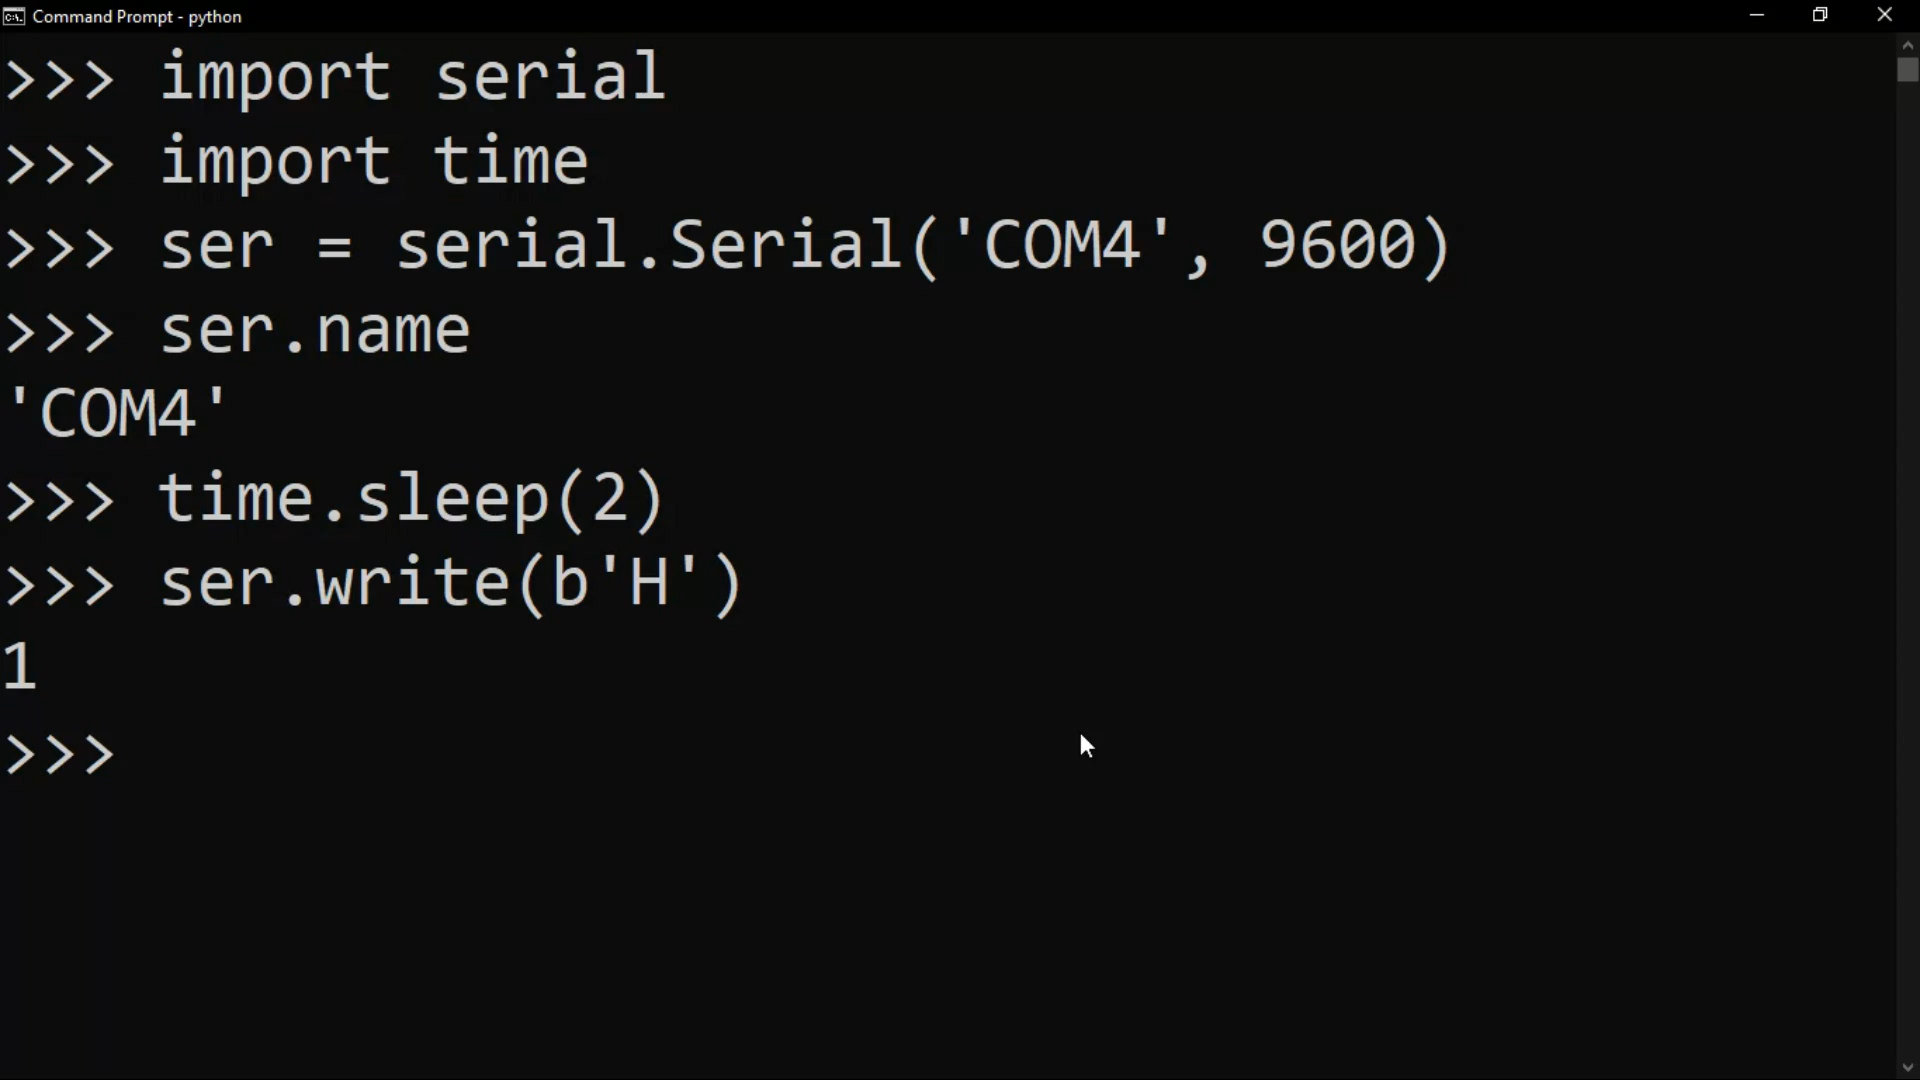 Command Prompt - python
>>> import serial
>>> import time
>>> ser = serial.Serial('COM4', 9600)
>>> ser.name
'COM4'
>>> time.sleep(2)
>>> ser.write(b'H')
1
>>>